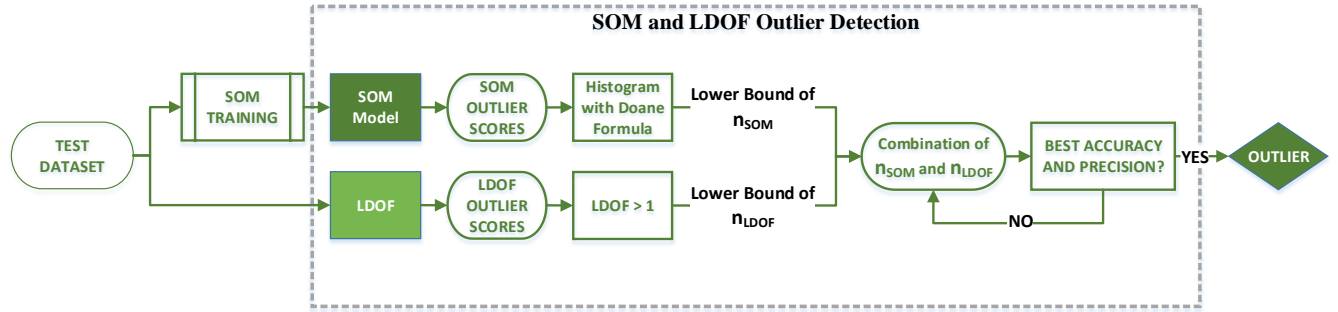 SOM and LDOF Outlier Detection
TEST
DATASET
SOM
TRAINING
SOM
Model
SOM
OUTLIER
SCORES
Histogram
with Doane
Formula
Lower Bound of
nSOM
LDOF
LDOF
OUTLIER
SCORES
LDOF > 1
Lower Bound of
nLDOF
Combination of
nSOM and nLDOF
BEST ACCURACY
AND PRECISION?
YES
OUTLIER
NO